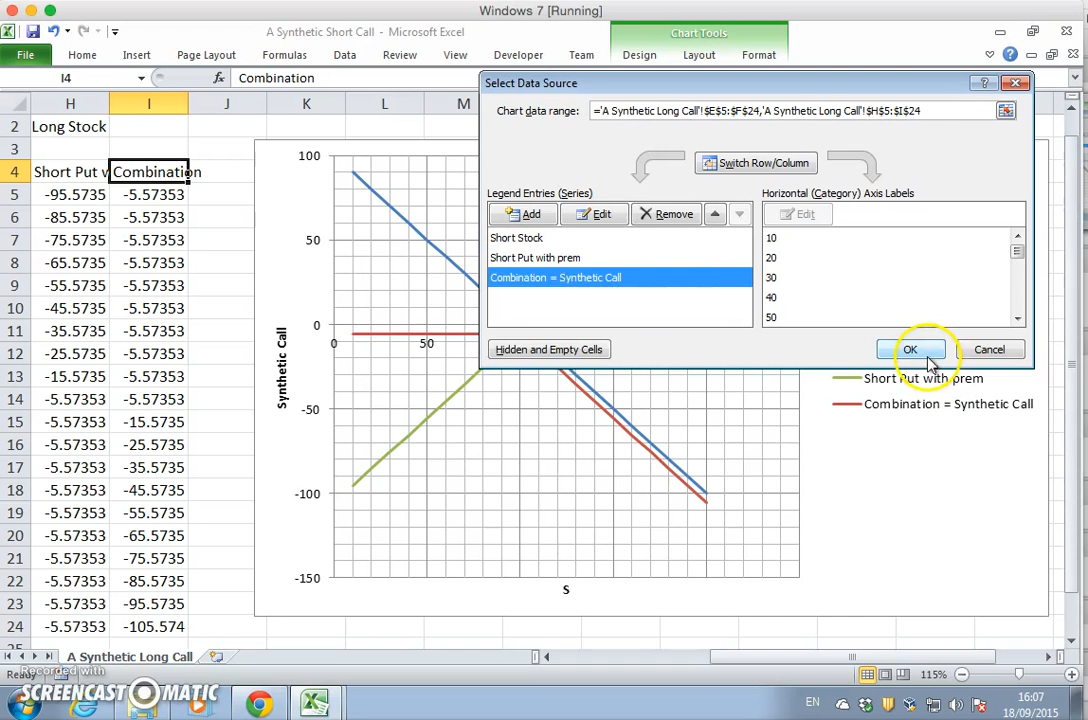 Windows 7 [Running]
A Synthetic Short Call - Microsoft Excel
Chart Tools
File Home Insert Page Layout Formulas Data Review View Developer Team Design Layout Format
I4 fx Combination
H I J K L M
2 Long Stock
3
4 Short Put w Combination
5 -95.5735 -5.57353
6 -85.5735 -5.57353
7 -75.5735 -5.57353
8 -65.5735 -5.57353
9 -55.5735 -5.57353
10 -45.5735 -5.57353
11 -35.5735 -5.57353
12 -25.5735 -5.57353
13 -15.5735 -5.57353
14 -5.57353 -5.57353
15 -5.57353 -15.5735
16 -5.57353 -25.5735
17 -5.57353 -35.5735
18 -5.57353 -45.5735
19 -5.57353 -55.5735
20 -5.57353 -65.5735
21 -5.57353 -75.5735
22 -5.57353 -85.5735
23 -5.57353 -95.5735
24 -5.57353 -105.574
100
50
0
-50
-100
-150
0 50
Synthetic Call
S
Short Put with prem
Combination = Synthetic Call
Select Data Source
Chart data range: ='A Synthetic Long Call'!$E$5:$F$24,'A Synthetic Long Call'!$H$5:$I$24
Switch Row/Column
Legend Entries (Series)
Add Edit Remove
Short Stock
Short Put with prem
Combination = Synthetic Call
Horizontal (Category) Axis Labels
Edit
10
20
30
40
50
Hidden and Empty Cells
OK Cancel
A Synthetic Long Call
Ready
115%
Recorded with
SCREENCAST MATIC
EN
16:07
18/09/2015